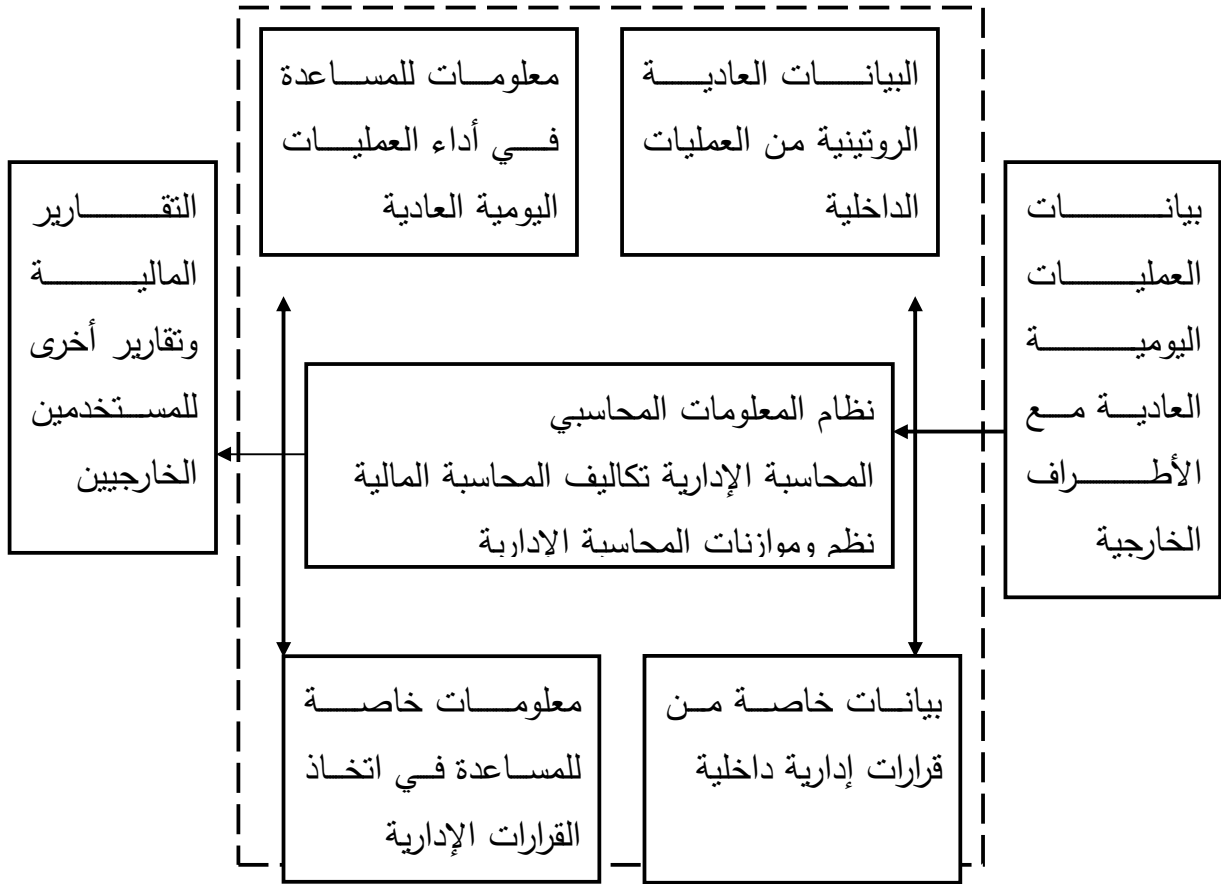 البيانات العادية
الروتينية من العمليات
الداخلية
معلومات للمساعدة
في أداء العمليات
اليومية العادية
بيانات
العمليات
اليومية
العادية مع
الأطراف
الخارجية
نظام المعلومات المحاسبي
المحاسبة الإدارية تكاليف المحاسبة المالية
نظم وموازنات المحاسبة الإدارية
التقارير
المالية
وتقارير أخرى
للمستخدمين
الخارجيين
بيانات خاصة من
قرارات إدارية داخلية
معلومات خاصة
للمساعدة في اتخاذ
القرارات الإدارية